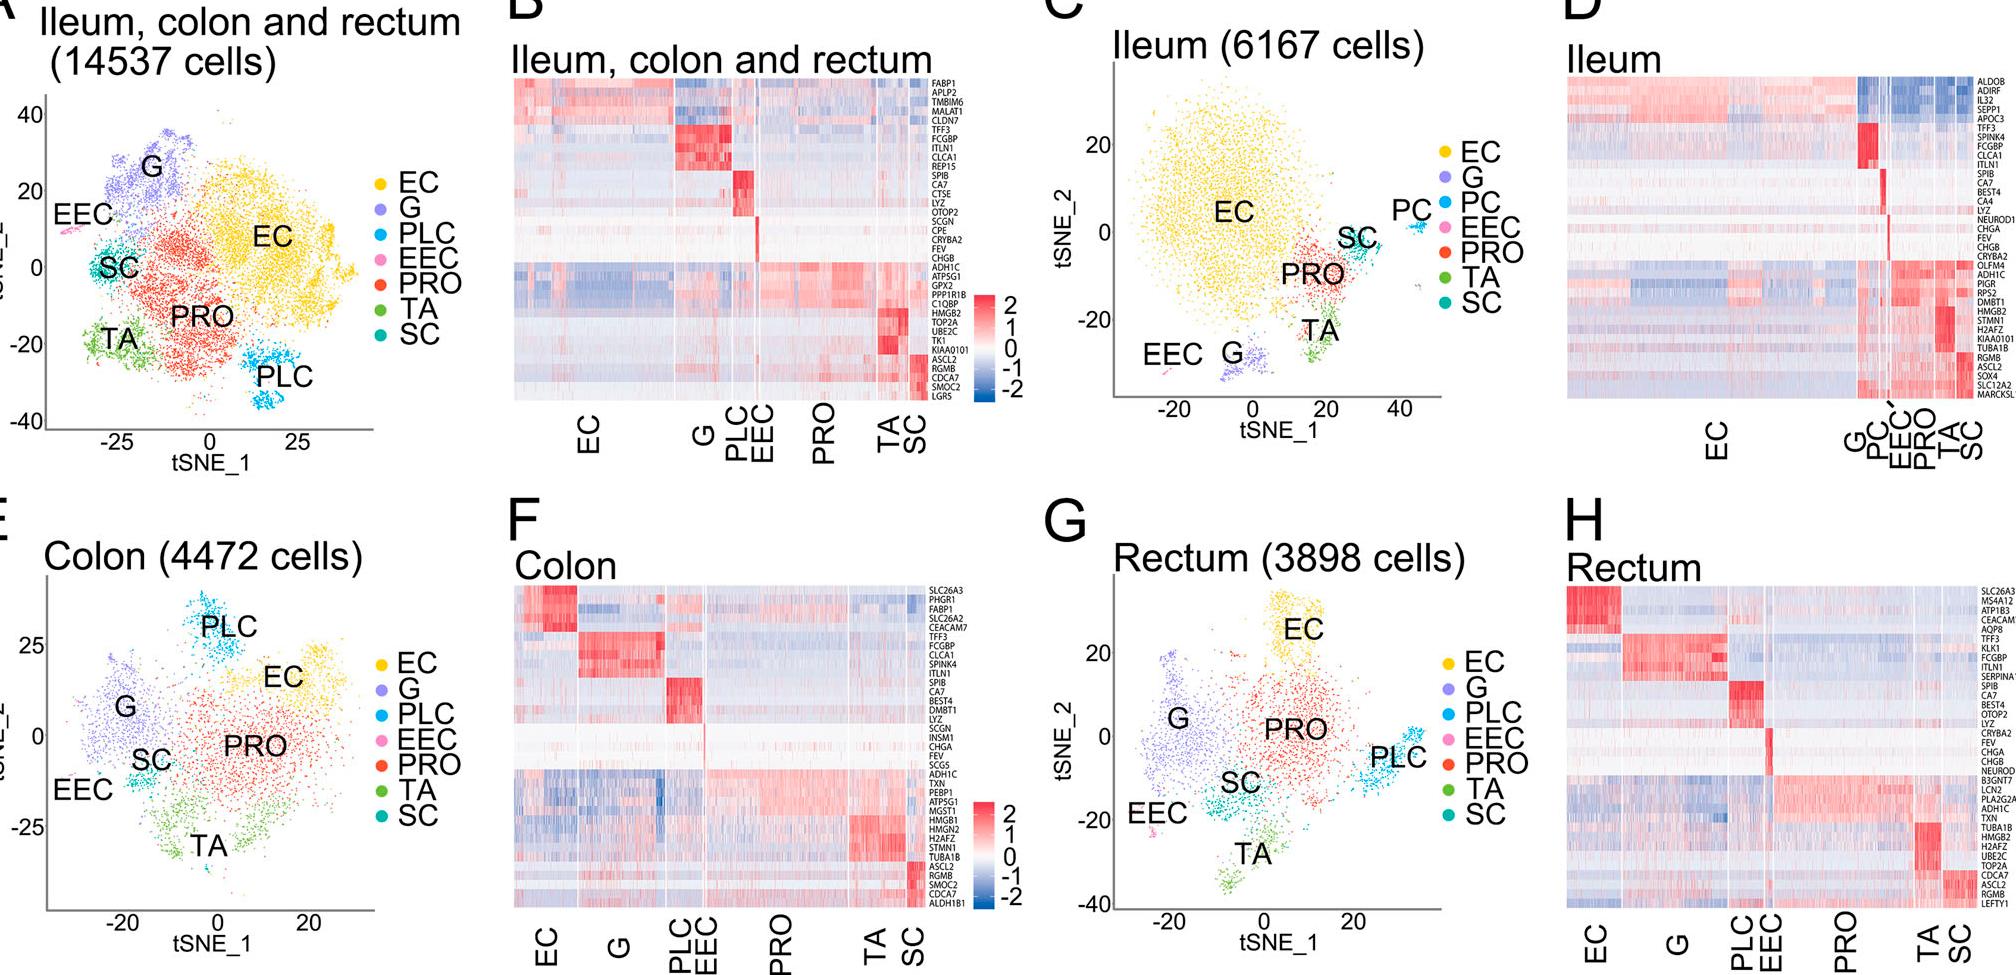 A
Ileum, colon and rectum
(14537 cells)
40
20
0
-20
-40
-25
0
25
tSNE_1
tSNE_2
G
EEC
EC
SC
PRO
TA
PLC
EC
G
PLC
EEC
PRO
TA
SC
B
Ileum, colon and rectum
FABP1
APLP2
TMBIM6
MALAT1
CLDN7
TFF3
FCGBP
ITLN1
CLCA1
REP15
SPIB
CA7
CTSE
LYZ
OTOP2
SCGN
CPE
CRYBA2
FEV
CHGB
ADH1C
ATP5G1
GPX2
PPP1R1B
C1QBP
HMGB2
TOP2A
UBE2C
TK1
KIAA0101
ASCL2
RGMB
CDCA7
SMOC2
LGR5
2
1
0
-1
-2
EC
G
PLC
EEC
PRO
TA
SC
C
Ileum (6167 cells)
20
0
-20
-20
0
20
40
tSNE_1
tSNE_2
EC
PC
SC
PRO
TA
EEC
G
EC
G
PC
EEC
PRO
TA
SC
D
Ileum
ALDOB
ADIRF
IL32
SEPP1
APOC3
TFF3
SPINK4
FCGBP
CLCA1
ITLN1
SPIB
CA7
BEST4
CA4
LYZ
NEUROD1
CHGA
FEV
CHGB
CRYBA2
OLFM4
ADH1C
PIGR
RPS2
DMBT1
HMGB2
STMN1
H2AFZ
KIAA0101
TUBA1B
RGMB
ASCL2
SOX4
SLC12A2
MARCKSL
EC
G
PC
EEC
PRO
TA
SC
E
Colon (4472 cells)
25
0
-25
-20
0
20
tSNE_1
tSNE_2
PLC
EC
G
PRO
SC
EEC
TA
EC
G
PLC
EEC
PRO
TA
SC
F
Colon
SLC26A3
PHGR1
FABP1
SLC26A2
CEACAM7
TFF3
FCGBP
CLCA1
SPINK4
ITLN1
SPIB
CA7
BEST4
DMBT1
LYZ
SCGN
INSM1
CHGA
FEV
SCG5
ADH1C
TXN
PEBP1
ATP5G1
MGST1
HMGB1
HMGN2
H2AFZ
STMN1
TUBA1B
ASCL2
RGMB
SMOC2
CDCA7
ALDH1B1
2
1
0
-1
-2
EC
G
PLC
EEC
PRO
TA
SC
G
Rectum (3898 cells)
20
0
-20
-40
-20
0
20
tSNE_1
tSNE_2
EC
G
PRO
PLC
SC
EEC
TA
EC
G
PLC
EEC
PRO
TA
SC
H
Rectum
SLC26A3
MS4A12
ATP1B3
CEACAM
AQP8
TFF3
KLK1
FCGBP
ITLN1
SERPINA
SPIB
CA7
BEST4
OTOP2
LYZ
CRYBA2
FEV
CHGA
CHGB
NEUROD
B3GNT7
LCN2
PLA2G2A
ADH1C
TXN
TUBA1B
HMGB2
H2AFZ
UBE2C
TOP2A
CDCA7
ASCL2
RGMB
LEFTY1
EC
G
PLC
EEC
PRO
TA
SC